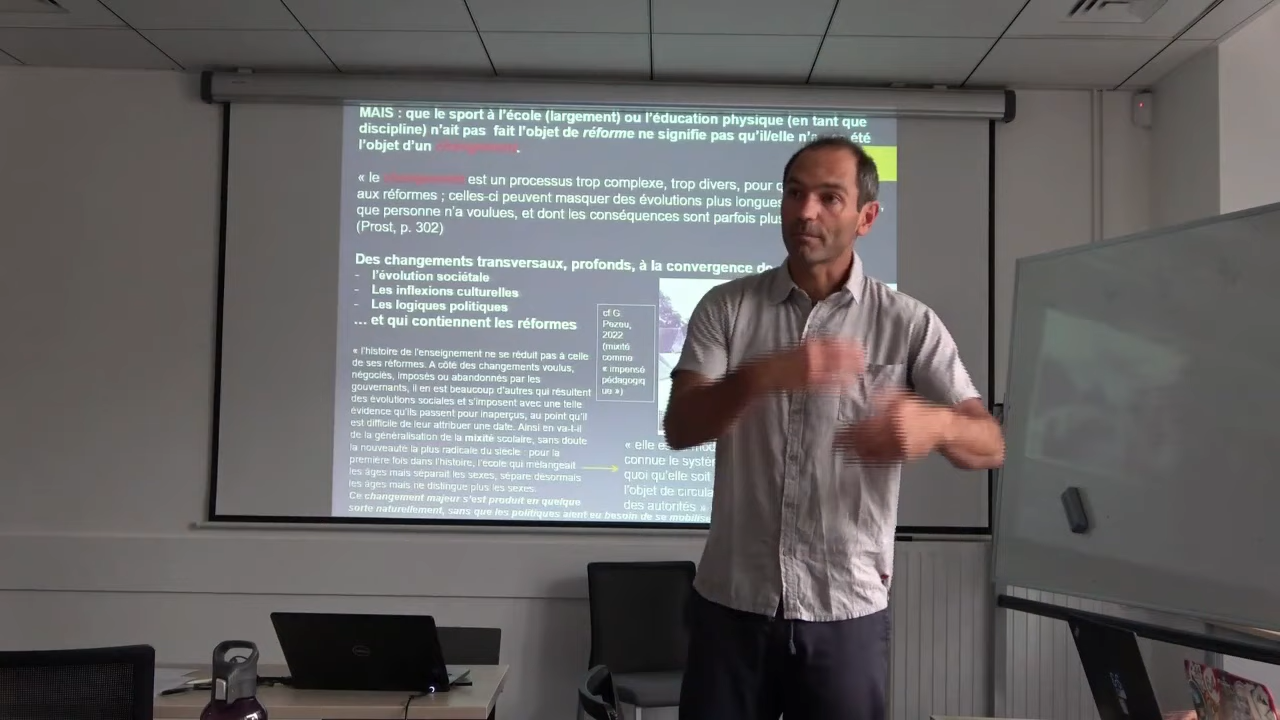 MAIS : que le sport à l'école (largement) ou l'éducation physique (en tant que
discipline) n'ait pas fait l'objet de réforme ne signifie pas qu'il/elle été
l'objet d'un changement.
« le changement est un processus trop complexe, trop divers, pour
aux réformes ; celles-ci peuvent masquer des évolutions plus longues
que personne n'a voulues, et dont les conséquences sont parfois plus
(Prost, p. 302)
Des changements transversaux, profonds, à la convergence de
- l'évolution sociétale
- Les inflexions culturelles
- Les logiques politiques
... et qui contiennent les réformes
cf G.
Pezeu,
2022
(mixité
comme
« impensé
pédagogiq
ue »)
« l'histoire de l'enseignement ne se réduit pas à celle
de ses réformes. A côté des changements voulus,
négociés, imposés ou abandonnés par les
gouvernants, il en est beaucoup d'autres qui résultent
des évolutions sociales et s'imposent avec une telle
évidence qu'ils passent pour inaperçus, au point qu'il
est difficile de leur attribuer une date. Ainsi en va-t-il
de la généralisation de la mixité scolaire, sans doute
la nouveauté la plus radicale du siècle : pour la
première fois dans l'histoire, l'école qui mélangeait
les âges mais séparait les sexes, sépare désormais
les âges mais ne distingue plus les sexes.
Ce changement majeur s'est produit en quelque
sorte naturellement, sans que les politiques aient eu besoin de se
« elle
connue le
quoi qu'elle soit
l'objet de
des autorités »
DELL